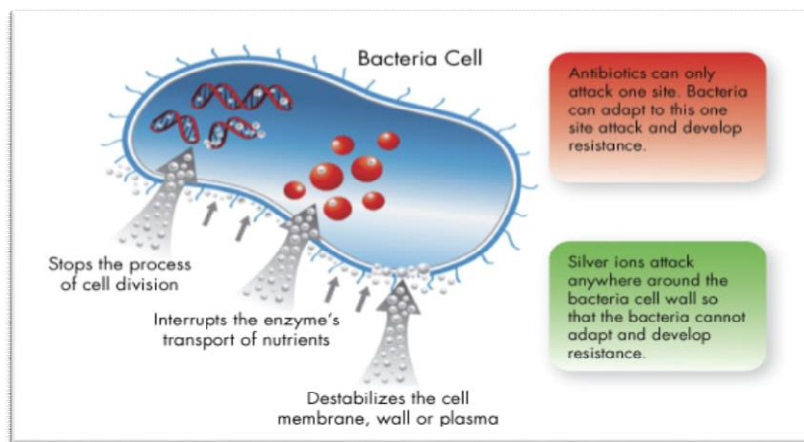 Bacteria Cell
Antibiotics can only
attack one site. Bacteria
can adapt to this one
site attack and develop
resistance.
Stops the process
of cell division
Interrupts the enzyme's
transport of nutrients
Destabilizes the cell
membrane, wall or plasma
Silver ions attack
anywhere around the
bacteria cell wall so
that the bacteria cannot
adapt and develop
resistance.